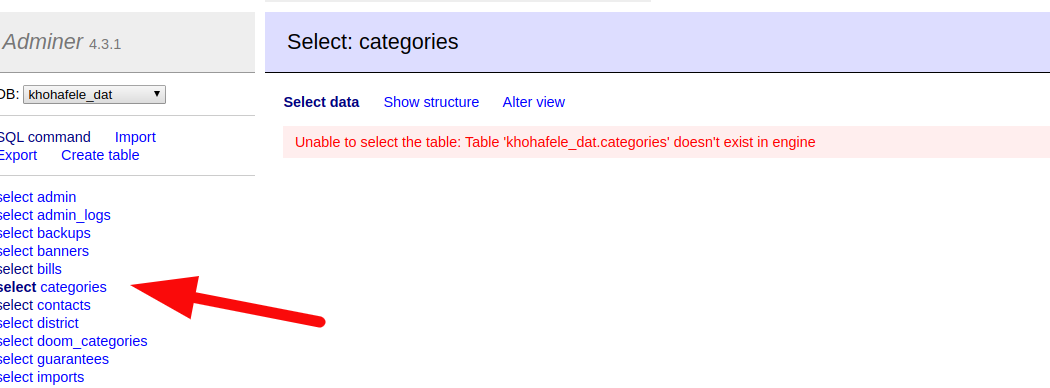 Adminer 4.3.1
DB: khohafele_dat
SQL command Import
Export Create table
select admin
select admin_logs
select backups
select banners
select bills
select categories
select contacts
select district
select doom_categories
select guarantees
select imports
Select: categories
Select data Show structure Alter view
Unable to select the table: Table 'khohafele_dat.categories' doesn't exist in engine